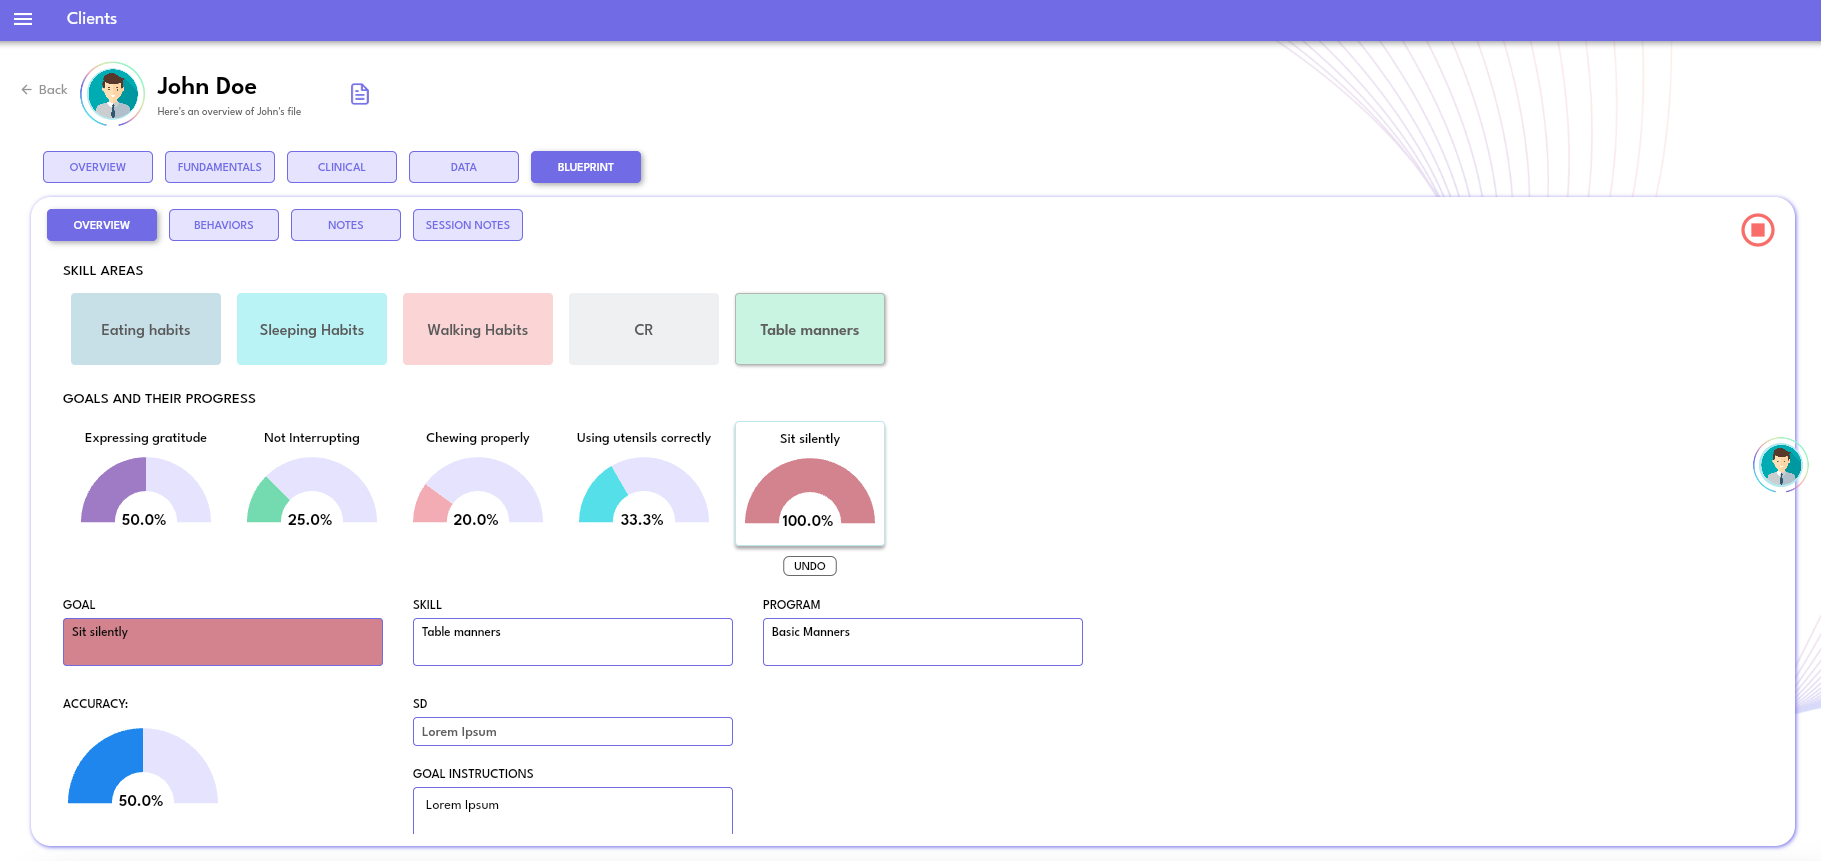 Clients
Back
John Doe
Here's an overview of John's file
OVERVIEW
FUNDAMENTALS
CLINICAL
DATA
BLUEPRINT
OVERVIEW
BEHAVIORS
NOTES
SESSION NOTES
SKILL AREAS
Eating habits
Sleeping Habits
Walking Habits
CR
Table manners
GOALS AND THEIR PROGRESS
Expressing gratitude
Not Interrupting
Chewing properly
Using utensils correctly
Sit silently
50.0%
25.0%
20.0%
33.3%
100.0%
UNDO
GOAL
SKILL
PROGRAM
Sit silently
Table manners
Basic Manners
ACCURACY:
SD
Lorem Ipsum
GOAL INSTRUCTIONS
50.0%
Lorem Ipsum